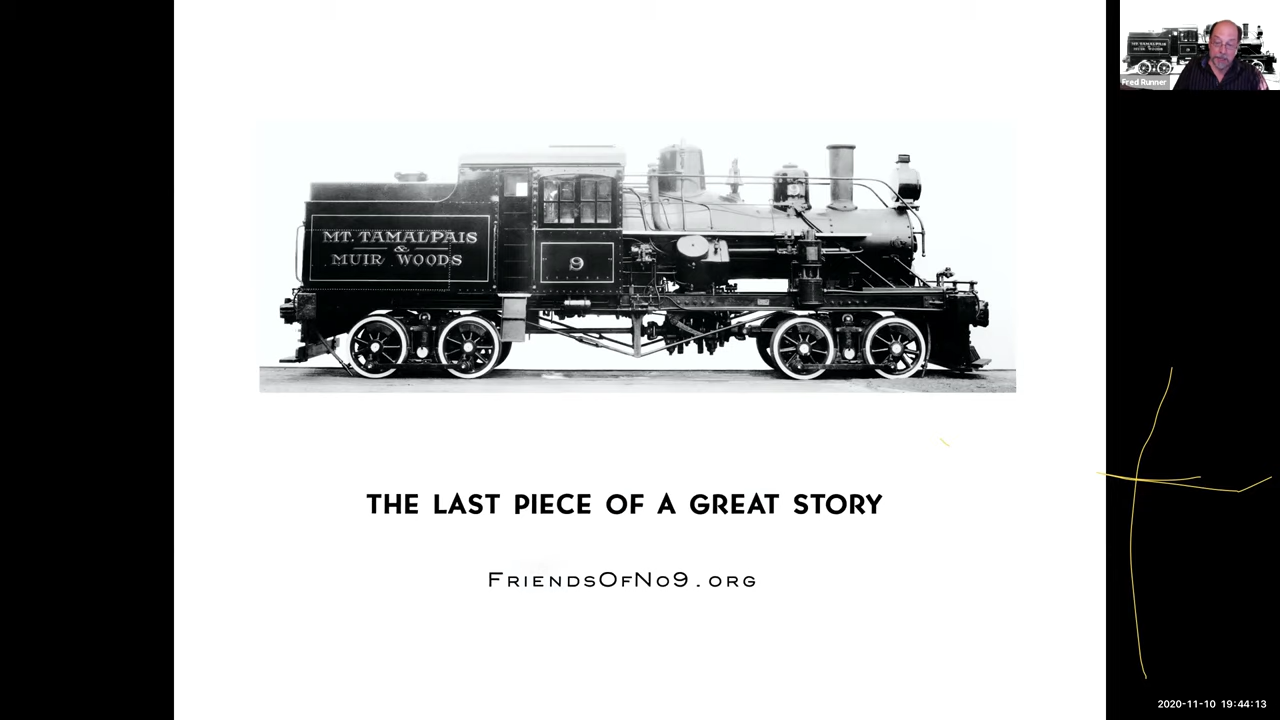 Fred Runner
MT. TAMALPAIS
&
MUIR WOODS
9
THE LAST PIECE OF A GREAT STORY
FRIENDSOFNO9.ORG
2020-11-10 19:44:13